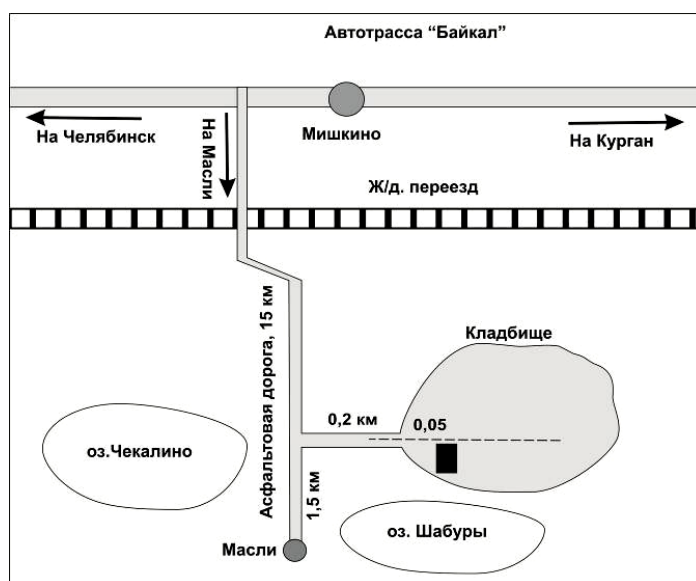 Автотрасса “Байкал”
На Челябинск
На Масли
Мишкино
На Курган
Ж/д. переезд
Асфальтовая дорога, 15 км
Кладбище
0,2 км
0,05
оз.Чекалино
1,5 км
оз. Шабуры
Масли